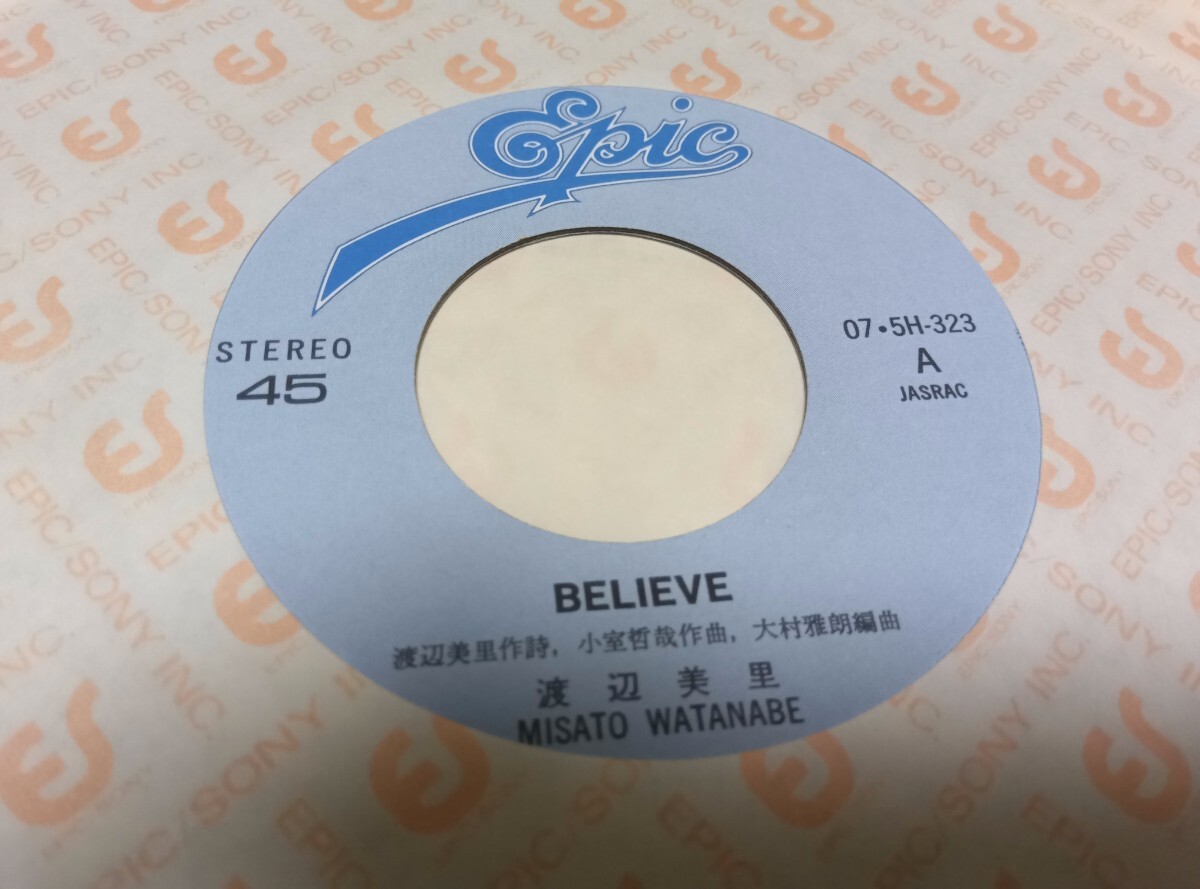 Epic
STEREO
45
07・5H-323
A
JASRAC
BELIEVE
渡辺美里作詩, 小室哲哉作曲, 大村雅朗編曲
渡辺美里
MISATO WATANABE
EPIC/SONY INC.